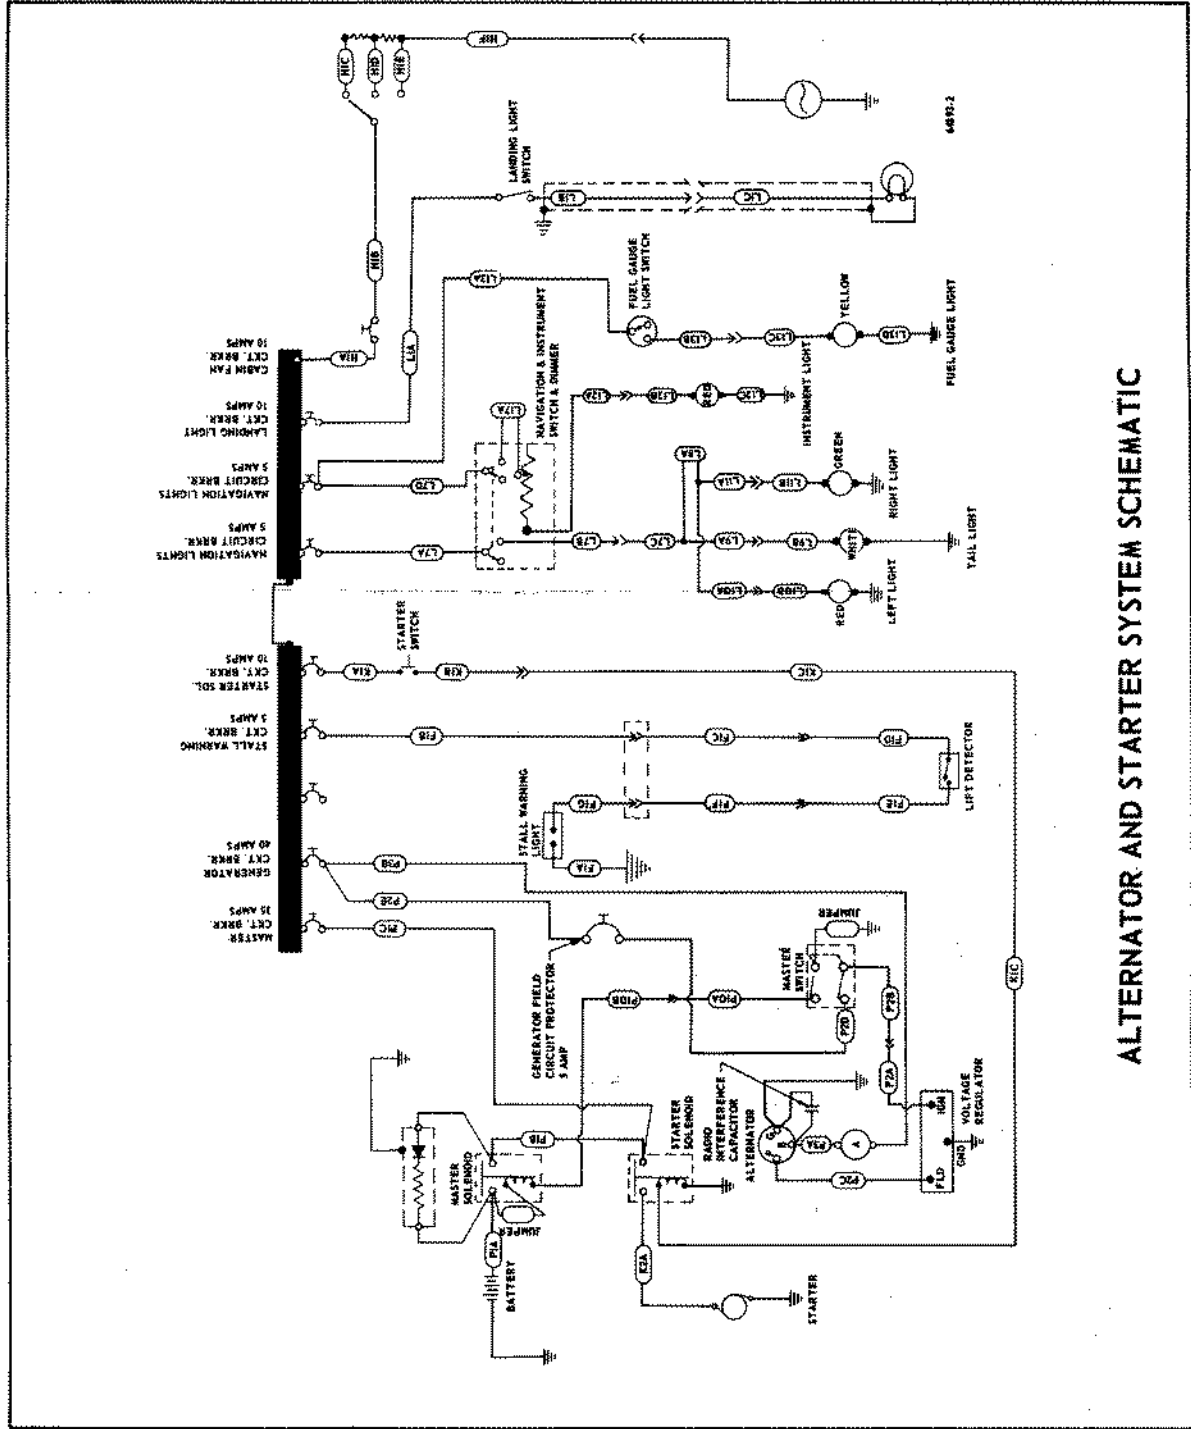 H1C
H1D
H1E
H1F
64893-2
LANDING LIGHT
SWITCH
L1B
L1C
H1B
FUEL GAUGE
LIGHT SWITCH
L13A
L13B
L13C
YELLOW
L13D
FUEL GAUGE LIGHT
CABIN FAN
CKT. BRKR.
10 AMPS
H1A
L1A
LANDING LIGHT
CKT. BRKR.
10 AMPS
NAVIGATION LIGHTS
CIRCUIT BRKR.
5 AMPS
NAVIGATION LIGHTS
CIRCUIT BRKR.
5 AMPS
L17A
NAVIGATION & INSTRUMENT
SWITCH & DIMMER
L12A
L12B
RED
L12C
INSTRUMENT LIGHT
L7D
L7A
L7B
L7C
L8A
L11A
L11B
GREEN
RIGHT LIGHT
L9A
L9B
WHITE
TAIL LIGHT
L10A
L10B
RED
LEFT LIGHT
STARTER SOL.
CKT. BRKR.
10 AMPS
K1A
STARTER
SWITCH
K1B
K1C
STALL WARNING
CKT. BRKR.
5 AMPS
F1B
F1C
F1D
LIFT DETECTOR
STALL WARNING
LIGHT
F1G
F1F
F1E
F1A
GENERATOR
CKT. BRKR.
40 AMPS
P3B
P2E
MASTER
CKT. BRKR.
35 AMPS
P1C
GENERATOR FIELD
CIRCUIT PROTECTOR
5 AMP
MASTER
SWITCH
JUMPER
P10B
P10A
P2D
P2B
P2A
K1C
MASTER
SOLENOID
P1B
JUMPER
P1A
BATTERY
STARTER
SOLENOID
RADIO
INTERFERENCE
CAPACITOR
ALTERNATOR
G
F
P3A
A
P2C
IGN
GND
FLD
VOLTAGE
REGULATOR
K2A
STARTER
ALTERNATOR AND STARTER SYSTEM SCHEMATIC